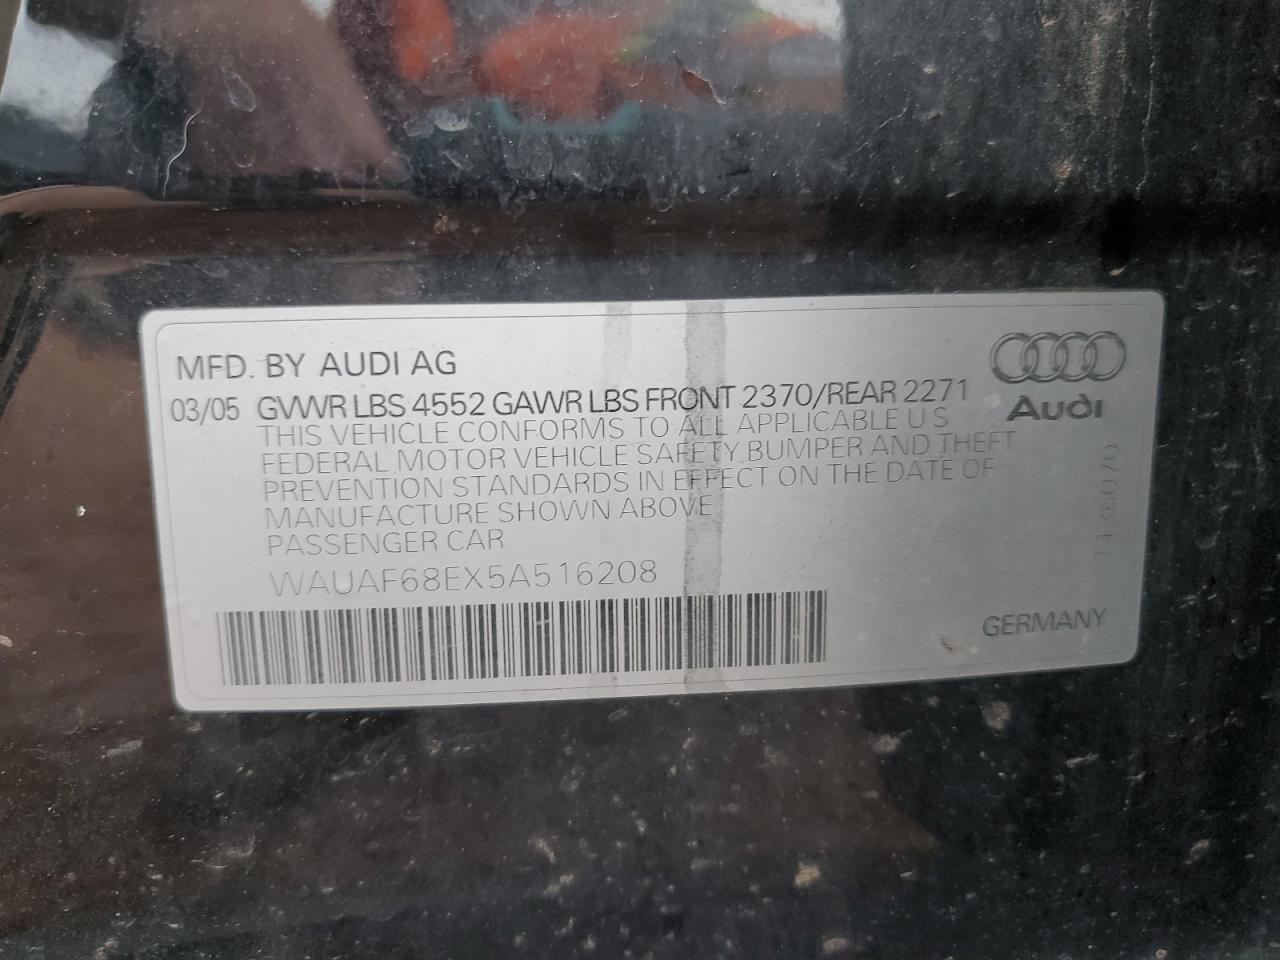 MFD. BY AUDI AG
03/05 GVWR LBS 4552 GAWR LBS FRONT 2370/REAR 2271
Audi
THIS VEHICLE CONFORMS TO ALL APPLICABLE U S
FEDERAL MOTOR VEHICLE SAFETY,BUMPER AND THEFT
PREVENTION STANDARDS IN EFFECT ON THE DATE OF
MANUFACTURE SHOWN ABOVE
PASSENGER CAR
WAUAF68EX5A516208
GERMANY